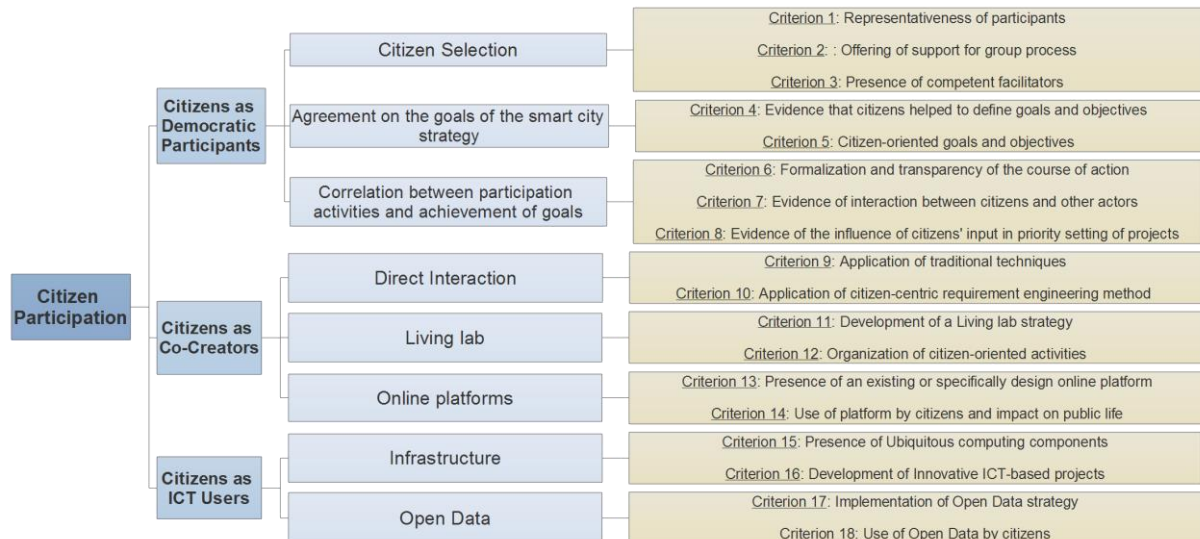 Citizen
Participation
Citizens as
Democratic
Participants
Citizen Selection
Criterion 1: Representativeness of participants
Criterion 2: : Offering of support for group process
Criterion 3: Presence of competent facilitators
Agreement on the goals of the smart city
strategy
Criterion 4: Evidence that citizens helped to define goals and objectives
Criterion 5: Citizen-oriented goals and objectives
Correlation between participation
activities and achievement of goals
Criterion 6: Formalization and transparency of the course of action
Criterion 7: Evidence of interaction between citizens and other actors
Criterion 8: Evidence of the influence of citizens' input in priority setting of projects
Citizens as
Co-Creators
Direct Interaction
Criterion 9: Application of traditional techniques
Criterion 10: Application of citizen-centric requirement engineering method
Living lab
Criterion 11: Development of a Living lab strategy
Criterion 12: Organization of citizen-oriented activities
Online platforms
Criterion 13: Presence of an existing or specifically design online platform
Criterion 14: Use of platform by citizens and impact on public life
Citizens as
ICT Users
Infrastructure
Criterion 15: Presence of Ubiquitous computing components
Criterion 16: Development of Innovative ICT-based projects
Open Data
Criterion 17: Implementation of Open Data strategy
Criterion 18: Use of Open Data by citizens